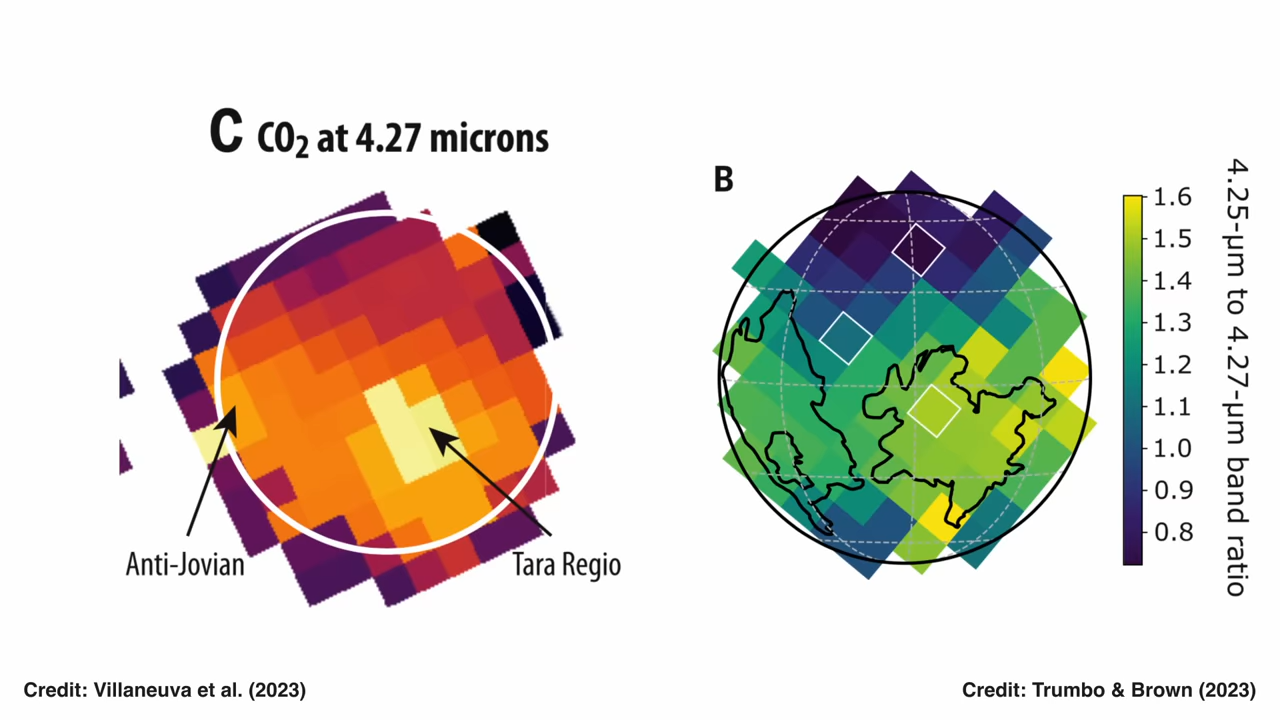 C CO₂ at 4.27 microns
Anti-Jovian
Tara Regio
B
1.6
1.5
1.4
1.3
1.2
1.1
1.0
0.9
0.8
4.25-μm to 4.27-μm band ratio
Credit: Villaneuva et al. (2023)
Credit: Trumbo & Brown (2023)